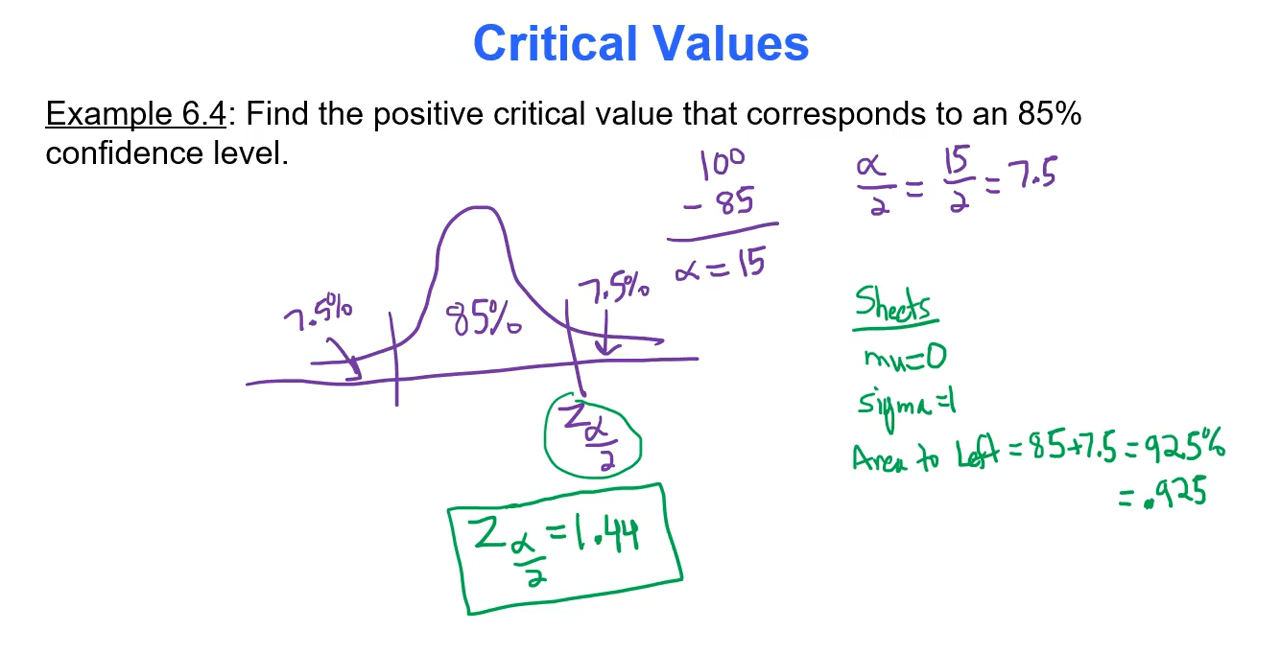 Critical Values
Example 6.4: Find the positive critical value that corresponds to an 85%
confidence level.
100
- 85
α = 15
α/2 = 15/2 = 7.5
7.5%
85%
7.5%
Zα/2
Zα/2 = 1.44
Sheets
mu=0
sigma=1
Area to Left = 85+7.5 = 92.5%
= .925